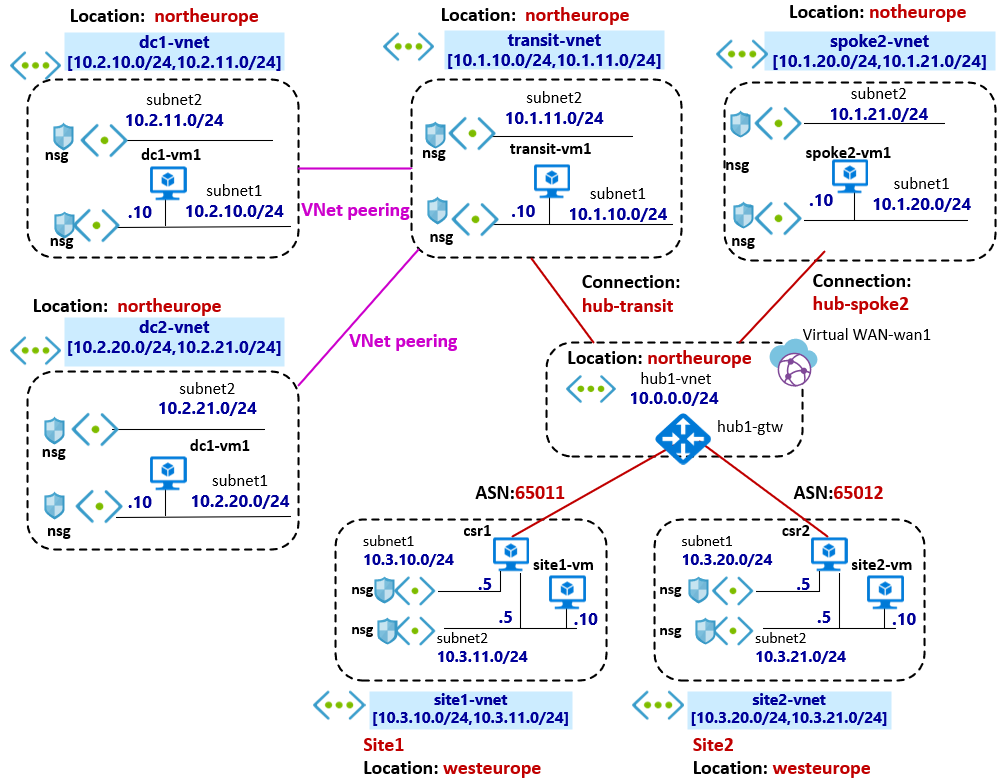 Location: northeurope
dc1-vnet
[10.2.10.0/24,10.2.11.0/24]
subnet2
10.2.11.0/24
nsg
dc1-vm1
subnet1
.10
10.2.10.0/24
nsg
VNet peering
Location: northeurope
transit-vnet
[10.1.10.0/24,10.1.11.0/24]
subnet2
10.1.11.0/24
nsg
transit-vm1
subnet1
.10
10.1.10.0/24
nsg
Location: notheurope
spoke2-vnet
[10.1.20.0/24,10.1.21.0/24]
subnet2
10.1.21.0/24
nsg
spoke2-vm1
subnet1
.10
10.1.20.0/24
nsg
Location: northeurope
dc2-vnet
[10.2.20.0/24,10.2.21.0/24]
subnet2
10.2.21.0/24
nsg
dc1-vm1
subnet1
.10
10.2.20.0/24
nsg
VNet peering
Connection:
hub-transit
Connection:
hub-spoke2
Virtual WAN-wan1
Location: northeurope
hub1-vnet
10.0.0.0/24
hub1-gtw
ASN:65011
ASN:65012
csr1
subnet1
10.3.10.0/24
site1-vm
nsg
.5
.5
.10
nsg
subnet2
10.3.11.0/24
site1-vnet
[10.3.10.0/24,10.3.11.0/24]
Site1
Location: westeurope
csr2
subnet1
10.3.20.0/24
site2-vm
nsg
.5
.5
.10
nsg
subnet2
10.3.21.0/24
site2-vnet
[10.3.20.0/24,10.3.21.0/24]
Site2
Location: westeurope